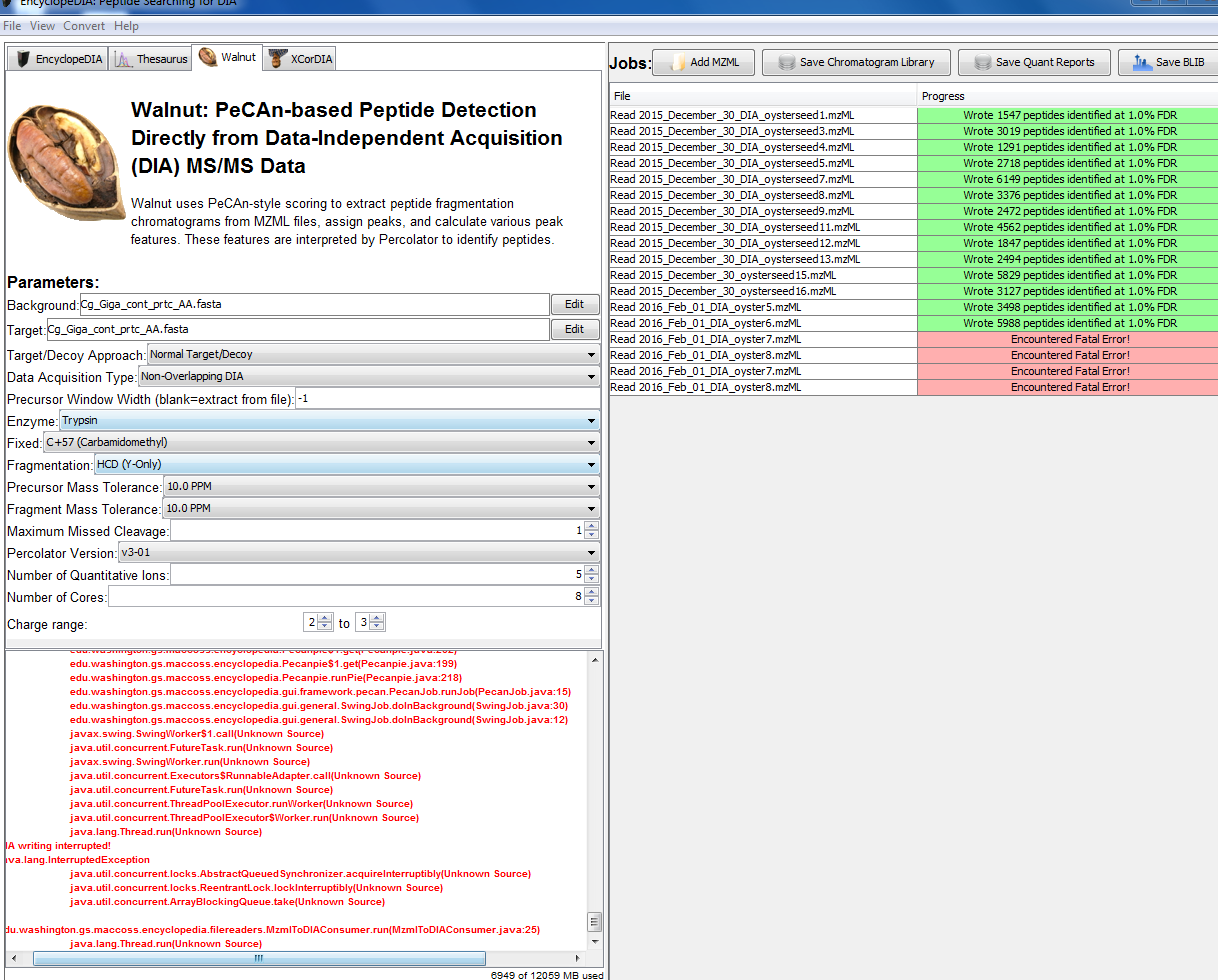 EncyclopeDIA: Peptide Searching for DIA
File View Convert Help
EncyclopeDIA Thesaurus Walnut XCorDIA
Walnut: PeCAn-based Peptide Detection
Directly from Data-Independent Acquisition
(DIA) MS/MS Data
Walnut uses PeCAn-style scoring to extract peptide fragmentation
chromatograms from MZML files, assign peaks, and calculate various peak
features. These features are interpreted by Percolator to identify peptides.
Parameters:
Background: Cg_Giga_cont_prtc_AA.fasta Edit
Target: Cg_Giga_cont_prtc_AA.fasta Edit
Target/Decoy Approach: Normal Target/Decoy
Data Acquisition Type: Non-Overlapping DIA
Precursor Window Width (blank=extract from file): -1
Enzyme: Trypsin
Fixed: C+57 (Carbamidomethyl)
Fragmentation: HCD (Y-Only)
Precursor Mass Tolerance: 10.0 PPM
Fragment Mass Tolerance: 10.0 PPM
Maximum Missed Cleavage: 1
Percolator Version: v3-01
Number of Quantitative Ions: 5
Number of Cores: 8
Charge range: 2 to 3
edu.washington.gs.maccoss.encyclopedia.Pecanpie$1.get(Pecanpie.java:202)
edu.washington.gs.maccoss.encyclopedia.Pecanpie$1.get(Pecanpie.java:199)
edu.washington.gs.maccoss.encyclopedia.Pecanpie.runPie(Pecanpie.java:218)
edu.washington.gs.maccoss.encyclopedia.gui.framework.pecan.PecanJob.runJob(PecanJob.java:15)
edu.washington.gs.maccoss.encyclopedia.gui.general.SwingJob.doInBackground(SwingJob.java:30)
edu.washington.gs.maccoss.encyclopedia.gui.general.SwingJob.doInBackground(SwingJob.java:12)
javax.swing.SwingWorker$1.call(Unknown Source)
java.util.concurrent.FutureTask.run(Unknown Source)
javax.swing.SwingWorker.run(Unknown Source)
java.util.concurrent.Executors$RunnableAdapter.call(Unknown Source)
java.util.concurrent.FutureTask.run(Unknown Source)
java.util.concurrent.ThreadPoolExecutor.runWorker(Unknown Source)
java.util.concurrent.ThreadPoolExecutor$Worker.run(Unknown Source)
java.lang.Thread.run(Unknown Source)
IA writing interrupted!
ava.lang.InterruptedException
java.util.concurrent.locks.AbstractQueuedSynchronizer.acquireInterruptibly(Unknown Source)
java.util.concurrent.locks.ReentrantLock.lockInterruptibly(Unknown Source)
java.util.concurrent.ArrayBlockingQueue.take(Unknown Source)
du.washington.gs.maccoss.encyclopedia.filereaders.MzmlToDIAConsumer.run(MzmlToDIAConsumer.java:25)
java.lang.Thread.run(Unknown Source)
6949 of 12059 MB used
Jobs: Add MZML Save Chromatogram Library Save Quant Reports Save BLIB
File Progress
Read 2015_December_30_DIA_oysterseed1.mzML Wrote 1547 peptides identified at 1.0% FDR
Read 2015_December_30_DIA_oysterseed3.mzML Wrote 3019 peptides identified at 1.0% FDR
Read 2015_December_30_DIA_oysterseed4.mzML Wrote 1291 peptides identified at 1.0% FDR
Read 2015_December_30_DIA_oysterseed5.mzML Wrote 2718 peptides identified at 1.0% FDR
Read 2015_December_30_DIA_oysterseed7.mzML Wrote 6149 peptides identified at 1.0% FDR
Read 2015_December_30_DIA_oysterseed8.mzML Wrote 3376 peptides identified at 1.0% FDR
Read 2015_December_30_DIA_oysterseed9.mzML Wrote 2472 peptides identified at 1.0% FDR
Read 2015_December_30_DIA_oysterseed11.mzML Wrote 4562 peptides identified at 1.0% FDR
Read 2015_December_30_DIA_oysterseed12.mzML Wrote 1847 peptides identified at 1.0% FDR
Read 2015_December_30_DIA_oysterseed13.mzML Wrote 2494 peptides identified at 1.0% FDR
Read 2015_December_30_oysterseed15.mzML Wrote 5829 peptides identified at 1.0% FDR
Read 2015_December_30_oysterseed16.mzML Wrote 3127 peptides identified at 1.0% FDR
Read 2016_Feb_01_DIA_oyster5.mzML Wrote 3498 peptides identified at 1.0% FDR
Read 2016_Feb_01_DIA_oyster6.mzML Wrote 5988 peptides identified at 1.0% FDR
Read 2016_Feb_01_DIA_oyster7.mzML Encountered Fatal Error!
Read 2016_Feb_01_DIA_oyster8.mzML Encountered Fatal Error!
Read 2016_Feb_01_DIA_oyster7.mzML Encountered Fatal Error!
Read 2016_Feb_01_DIA_oyster8.mzML Encountered Fatal Error!